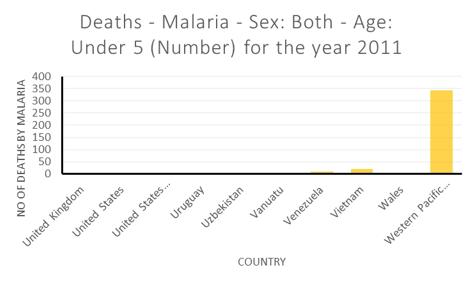 Deaths - Malaria - Sex: Both - Age:
Under 5 (Number) for the year 2011
NO OF DEATHS BY MALARIA
400
350
300
250
200
150
100
50
0
United Kingdom
United States
United States...
Uruguay
Uzbekistan
Vanuatu
Venezuela
Vietnam
Wales
Western Pacific...
COUNTRY